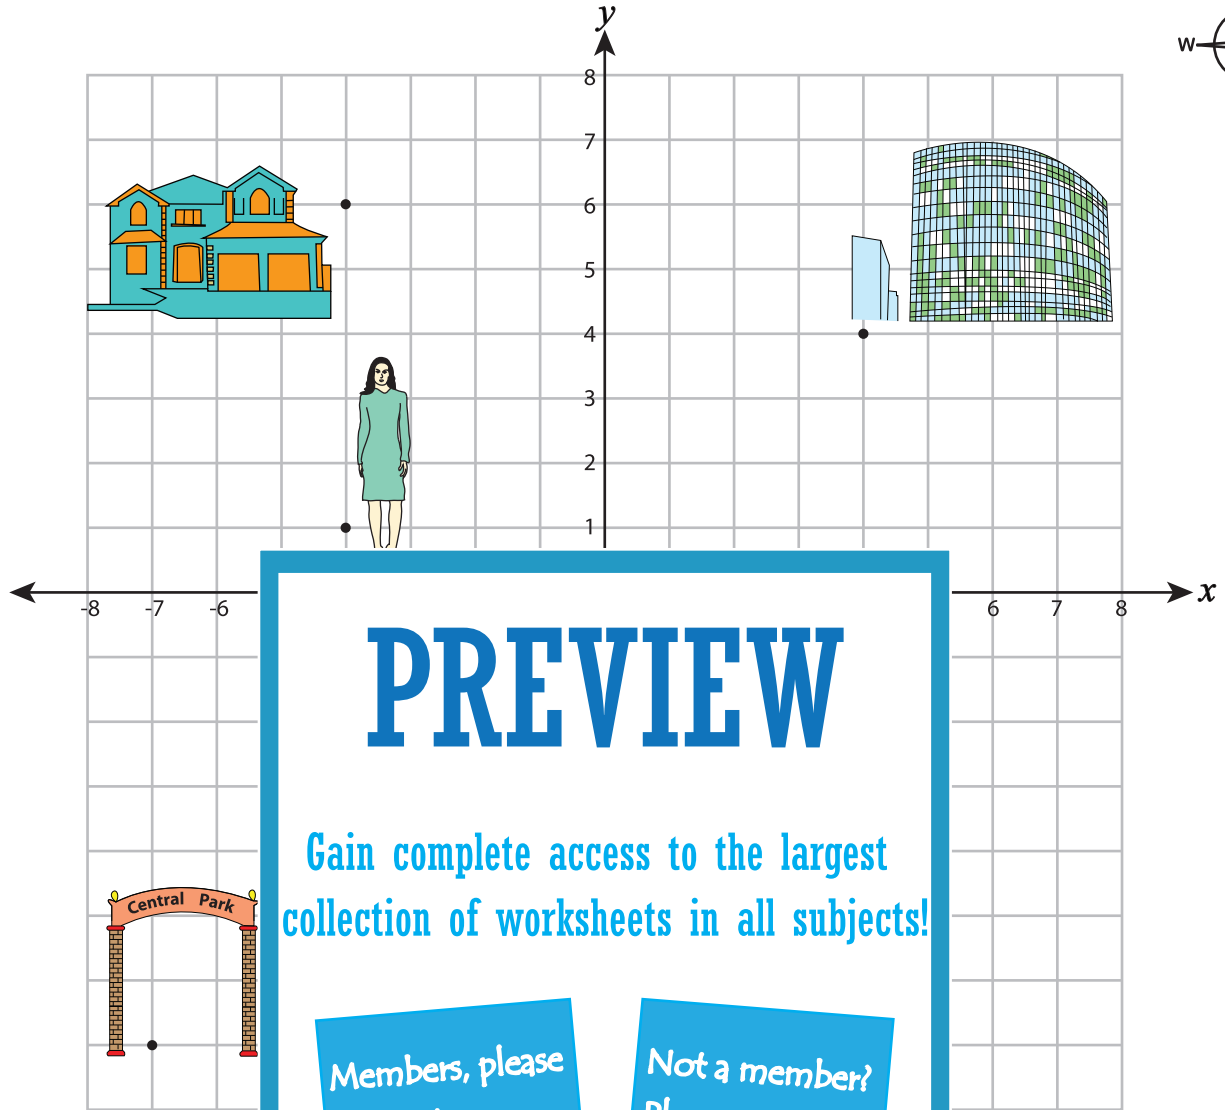 y
W
8
7
6
5
4
3
2
1
-8 -7 -6 6 7 8 x
PREVIEW
Gain complete access to the largest
collection of worksheets in all subjects!
Central Park
Members, please
Not a member?